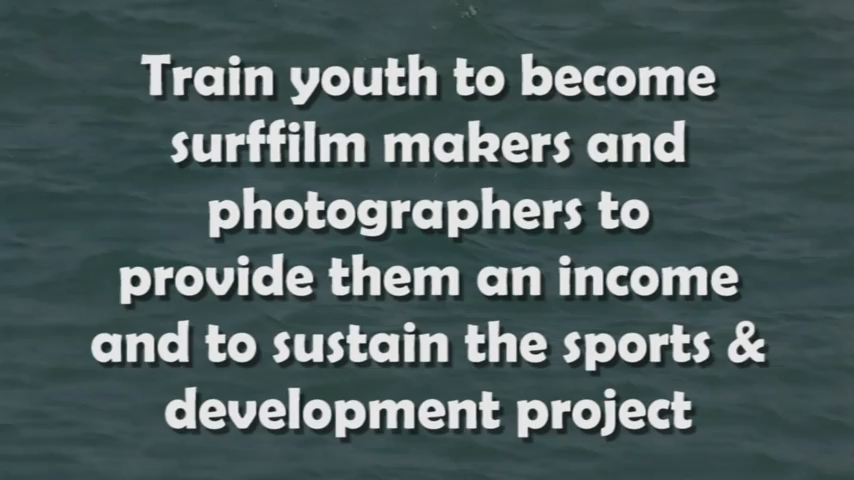 Train youth to become
surffilm makers and
photographers to
provide them an income
and to sustain the sports &
development project